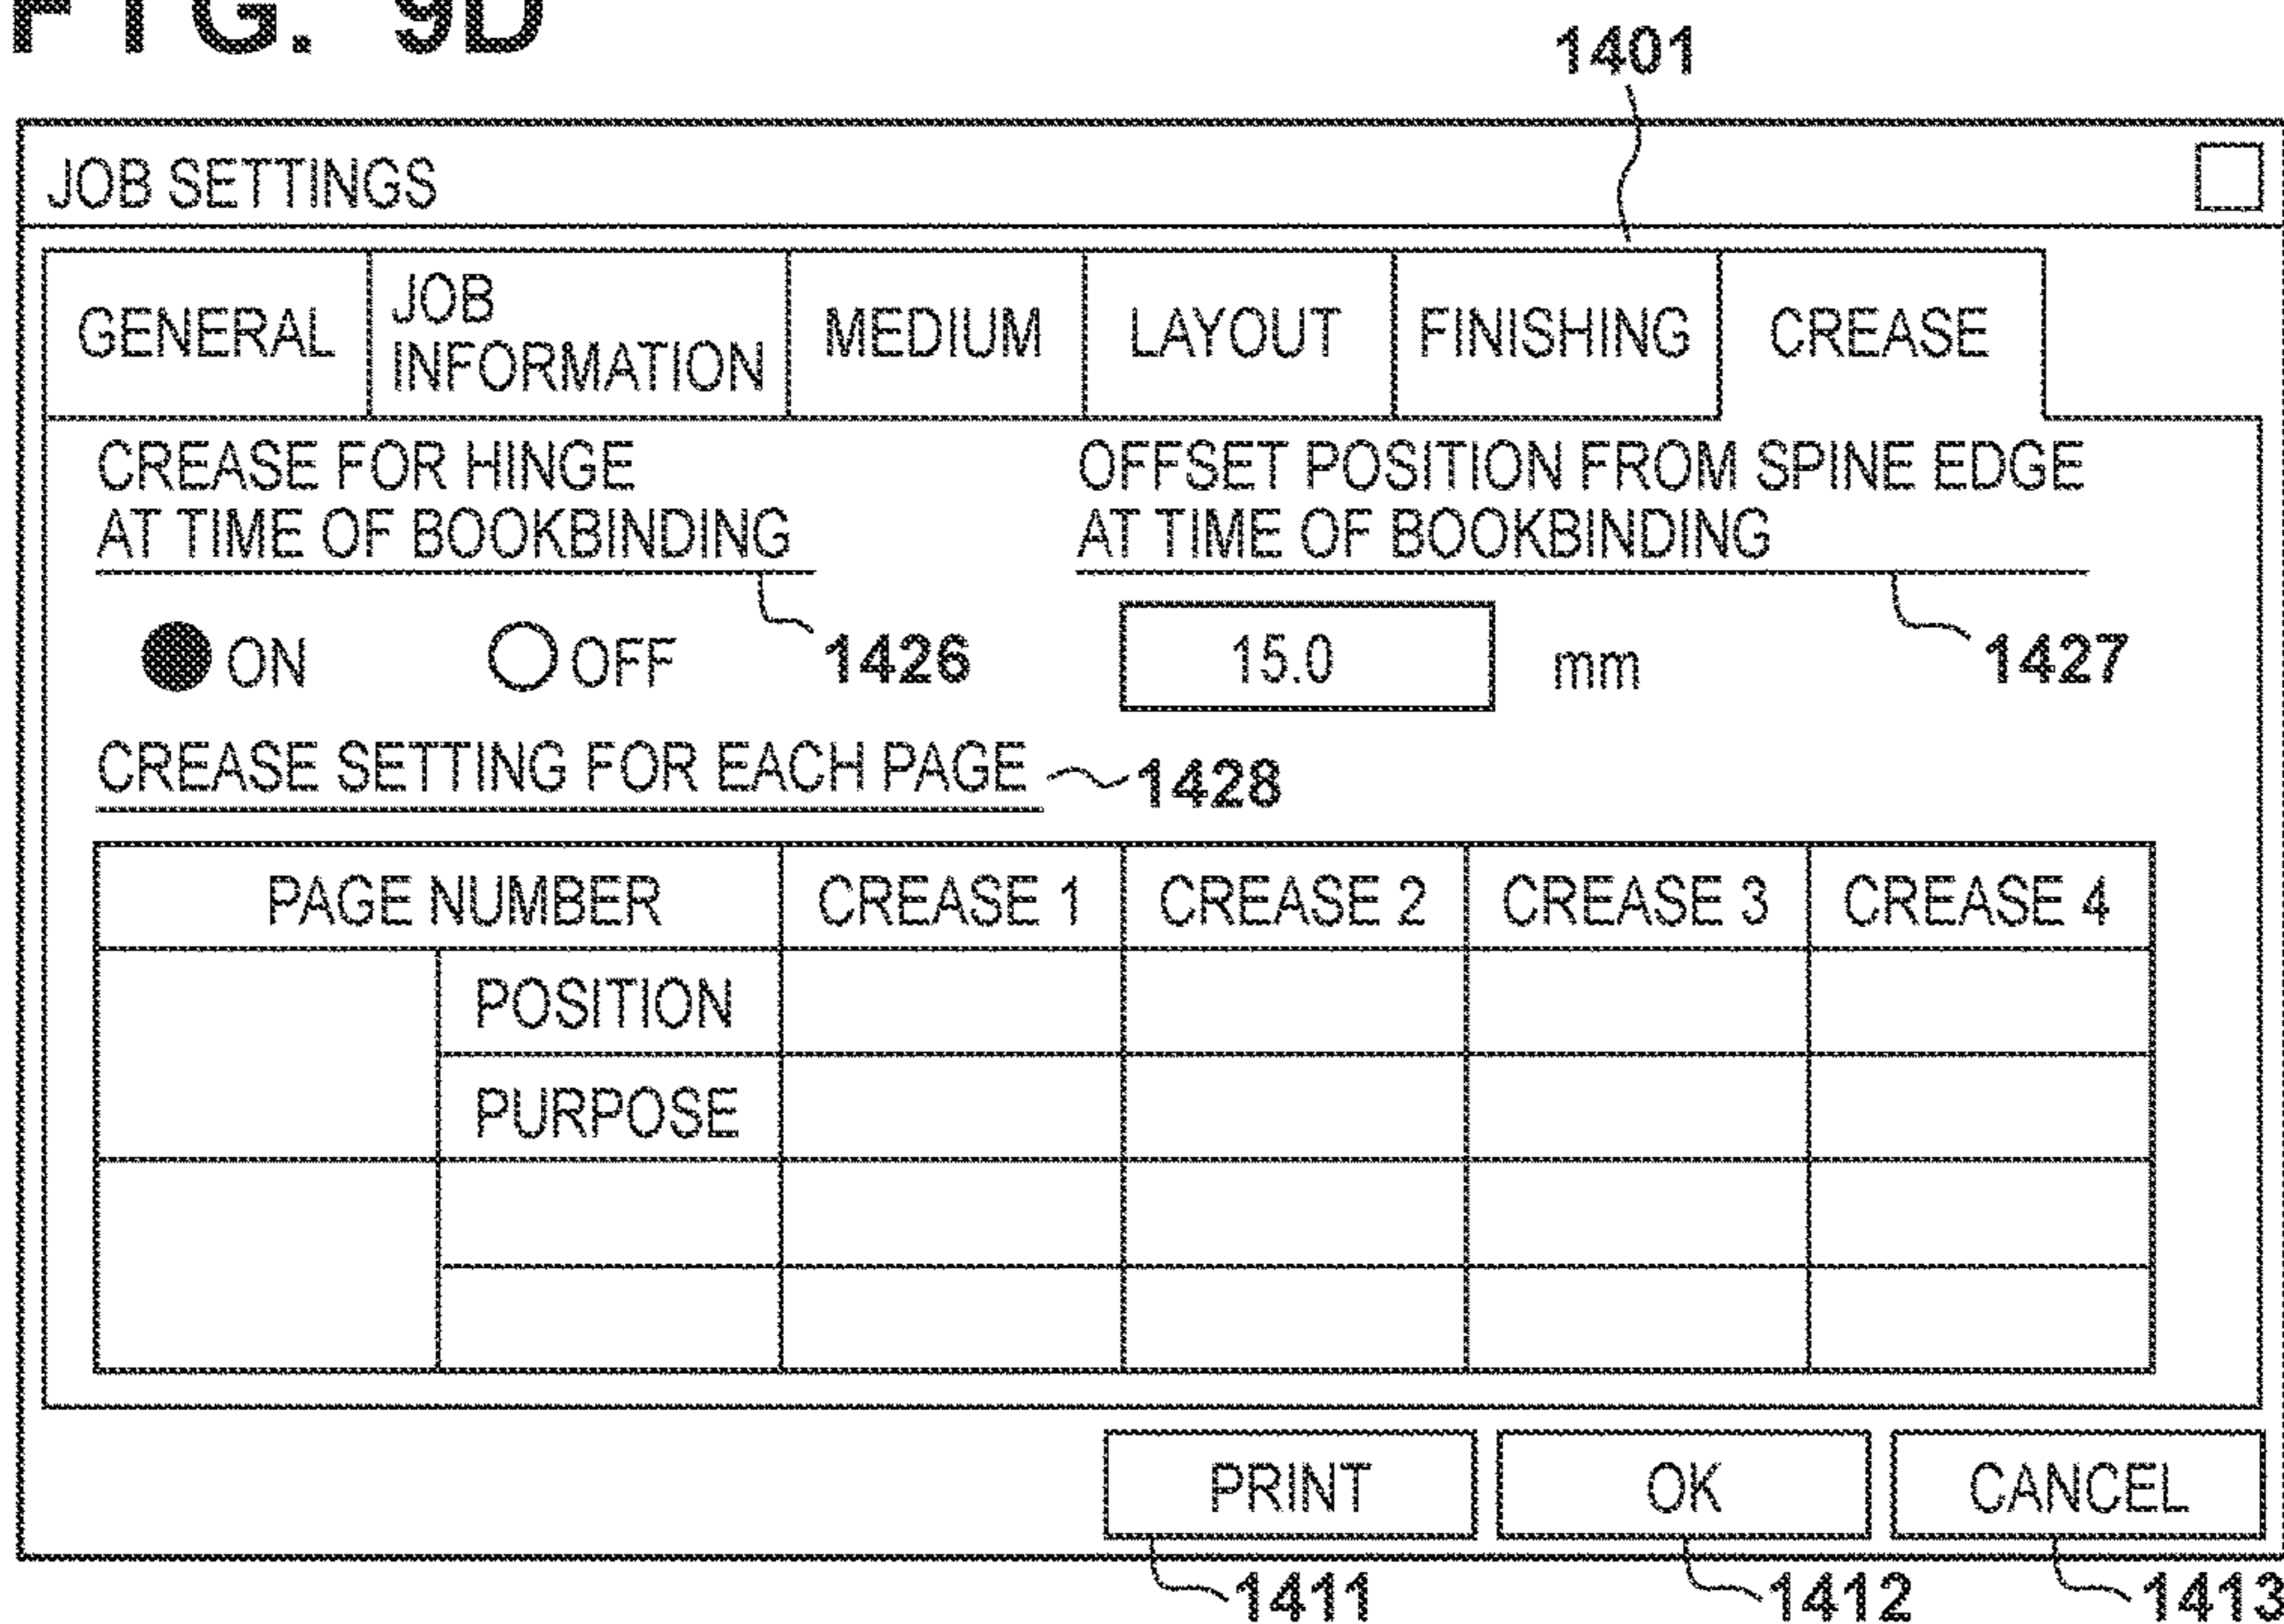 FIG. 9D
1401
JOB SETTINGS
GENERAL
JOB
INFORMATION
MEDIUM
LAYOUT
FINISHING
CREASE
CREASE FOR HINGE
AT TIME OF BOOKBINDING
OFFSET POSITION FROM SPINE EDGE
AT TIME OF BOOKBINDING
ON
OFF
1426
15.0
mm
1427
CREASE SETTING FOR EACH PAGE
1428
PAGE NUMBER
CREASE 1
CREASE 2
CREASE 3
CREASE 4
POSITION
PURPOSE
PRINT
OK
CANCEL
1411
1412
1413